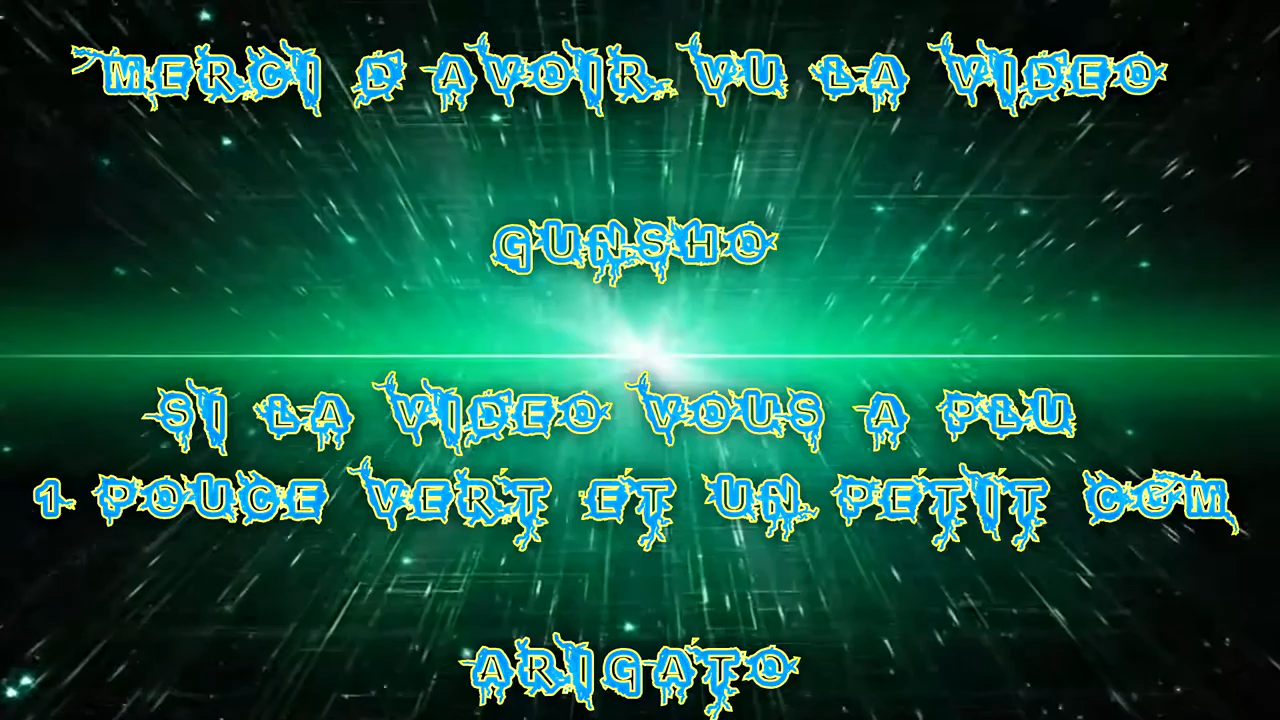 MERCI D AVOIR VU LA VIDEO
GUNSHO
SI LA VIDEO VOUS A PLU
1 POUCE VERT ET UN PETIT COM
ARIGATO